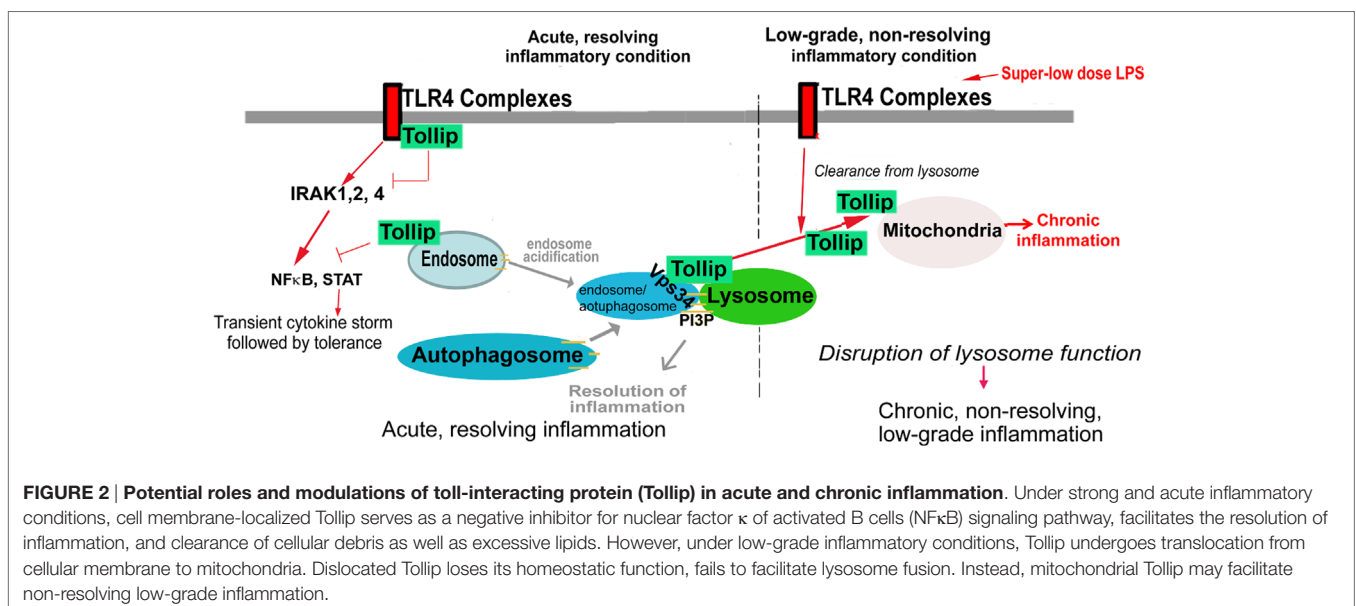 Acute, resolving
inflammatory condition
Low-grade, non-resolving
inflammatory condition
Super-low dose LPS
TLR4 Complexes
TLR4 Complexes
Tollip
IRAK1,2, 4
Clearance from lysosome
Tollip
Tollip
Tollip
Mitochondria
Chronic
inflammation
Endosome
endosome
acidification
NFκB, STAT
Tollip
Vps34
endosome/
aotuphagosome
Lysosome
PI3P
Transient cytokine storm
followed by tolerance
Autophagosome
Resolution of
inflammation
Acute, resolving inflammation
Disruption of lysosome function
Chronic, non-resolving,
low-grade inflammation
FIGURE 2 | Potential roles and modulations of toll-interacting protein (Tollip) in acute and chronic inflammation. Under strong and acute inflammatory
conditions, cell membrane-localized Tollip serves as a negative inhibitor for nuclear factor κ of activated B cells (NFκB) signaling pathway, facilitates the resolution of
inflammation, and clearance of cellular debris as well as excessive lipids. However, under low-grade inflammatory conditions, Tollip undergoes translocation from
cellular membrane to mitochondria. Dislocated Tollip loses its homeostatic function, fails to facilitate lysosome fusion. Instead, mitochondrial Tollip may facilitate
non-resolving low-grade inflammation.